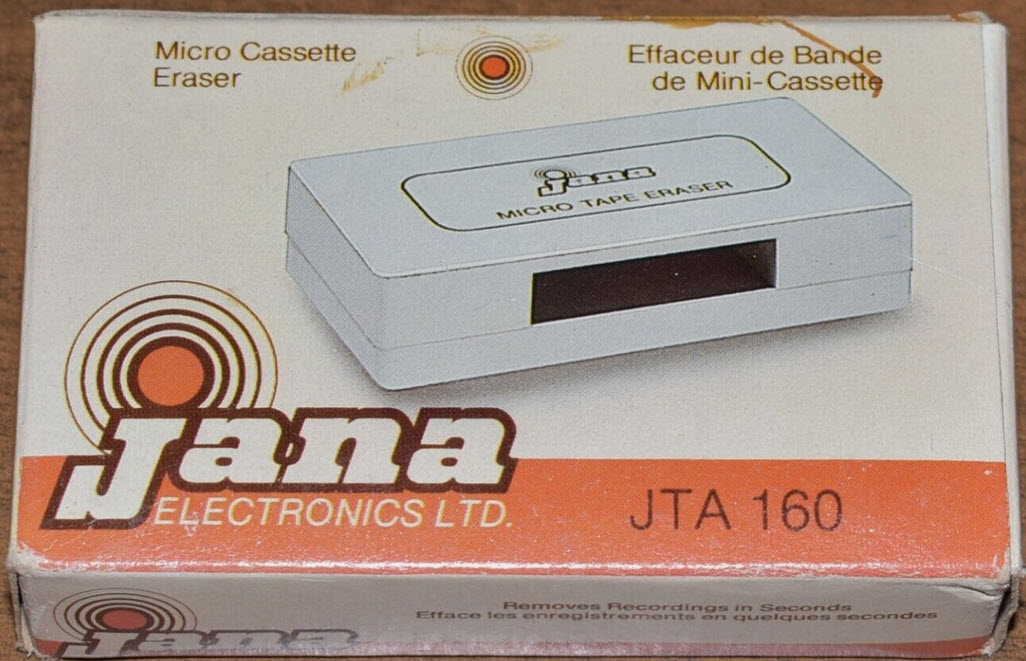 Micro Cassette
Eraser
Effaceur de Bande
de Mini-Cassette
jana
MICRO TAPE ERASER
Jana
ELECTRONICS LTD.
JTA 160
Removes Recordings in Seconds
Efface les enregistrements en quelques secondes
Jana